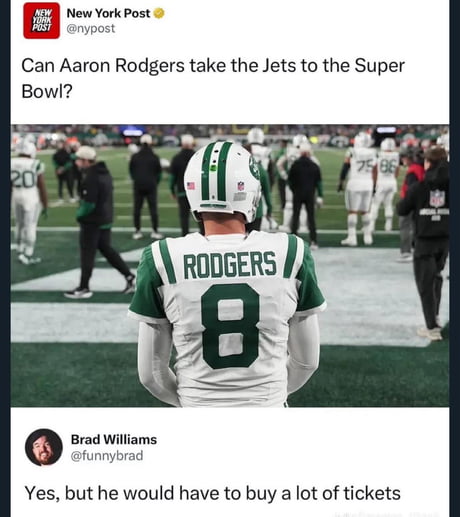 NEW
YORK
POST
New York Post
@nypost
Can Aaron Rodgers take the Jets to the Super
Bowl?
20
75
86
RODGERS
8
Brad Williams
@funnybrad
Yes, but he would have to buy a lot of tickets